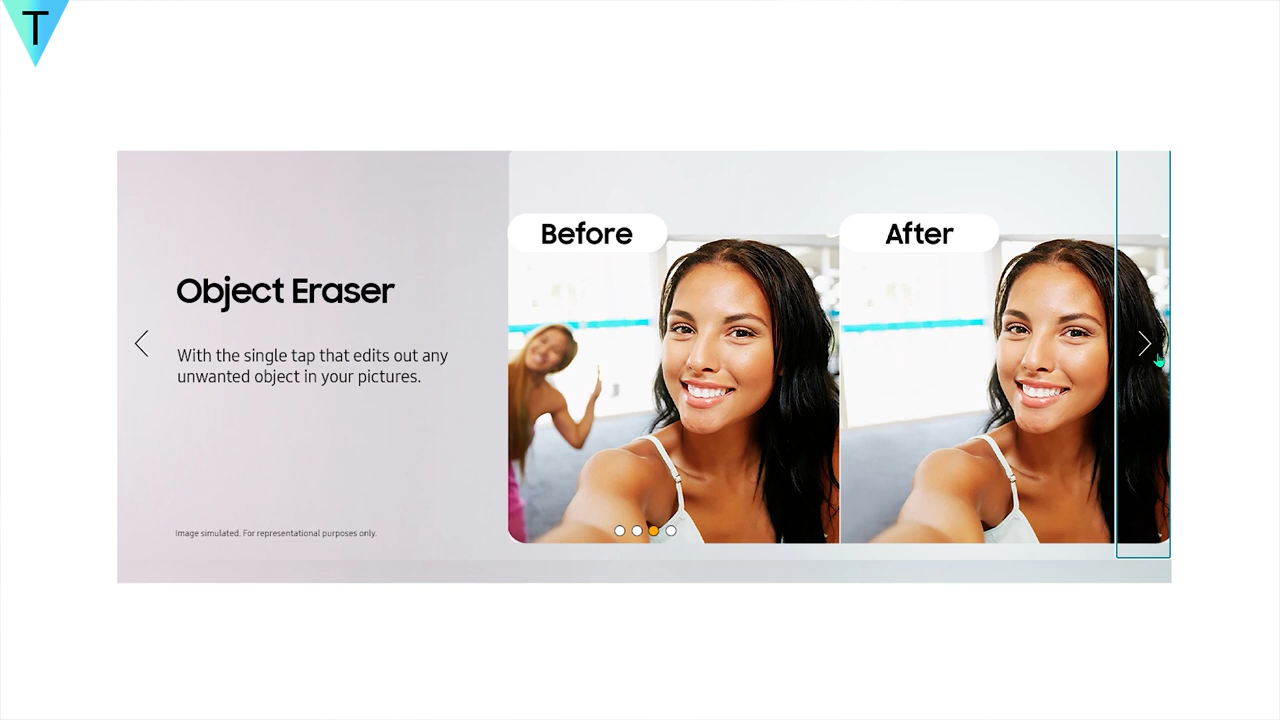 T
Before
After
Object Eraser
With the single tap that edits out any
unwanted object in your pictures.
Image simulated. For representational purposes only.